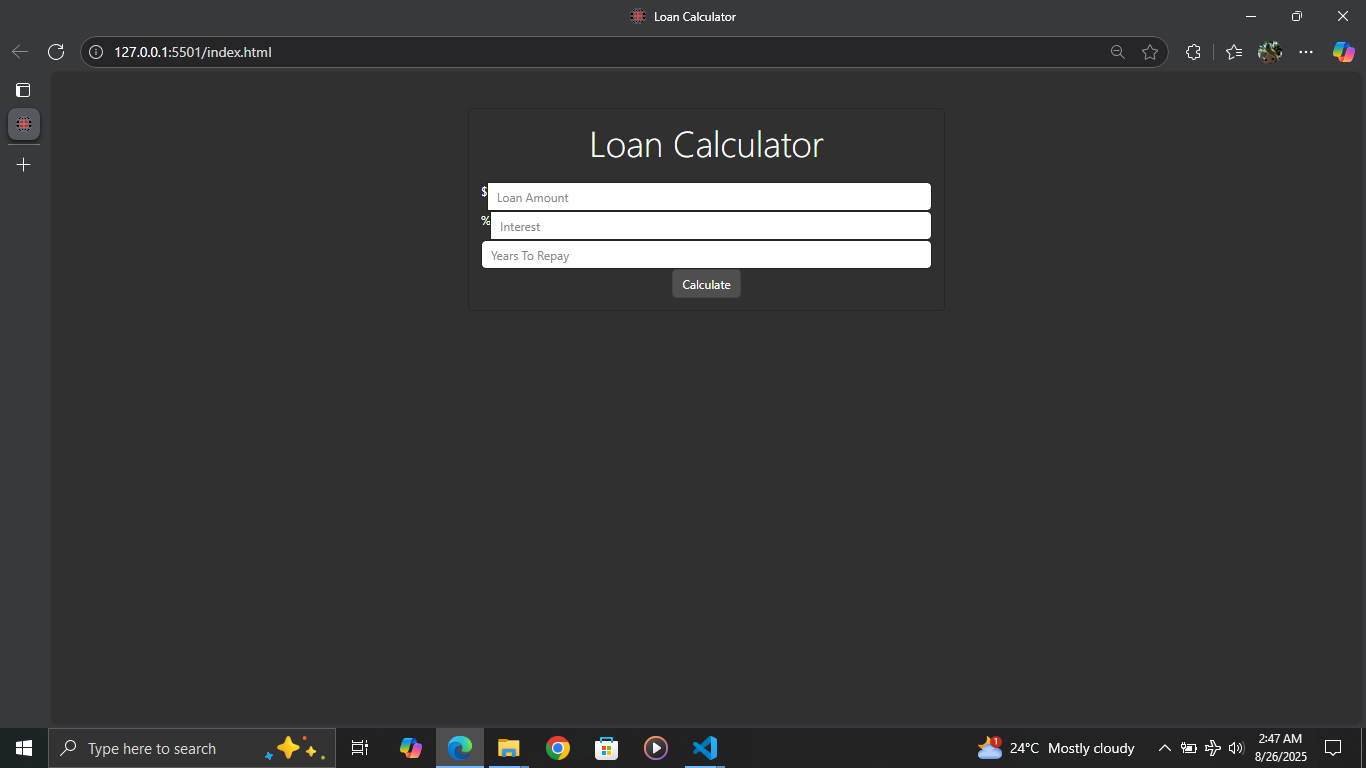 Loan Calculator
127.0.0.1:5501/index.html
Loan Calculator
$ Loan Amount
% Interest
Years To Repay
Calculate
Type here to search
1
24°C Mostly cloudy
2:47 AM
8/26/2025